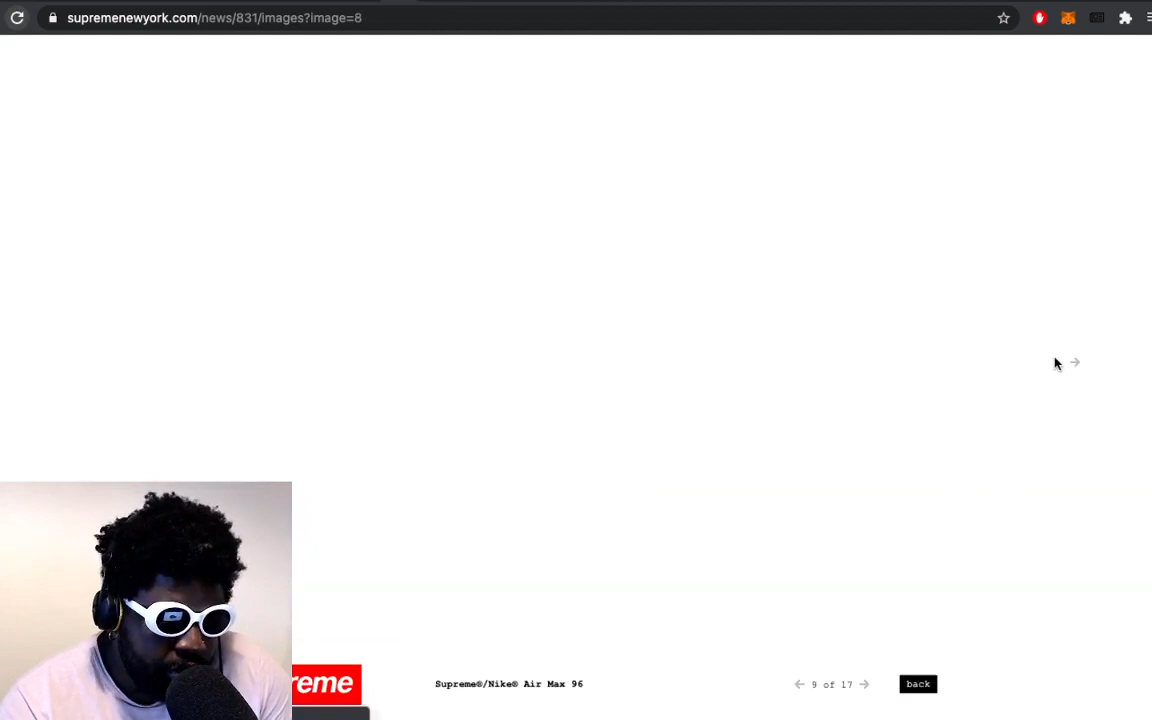 supremenewyork.com/news/831/images?image=8
reme
Supreme®/Nike® Air Max 96
← 9 of 17 →
back